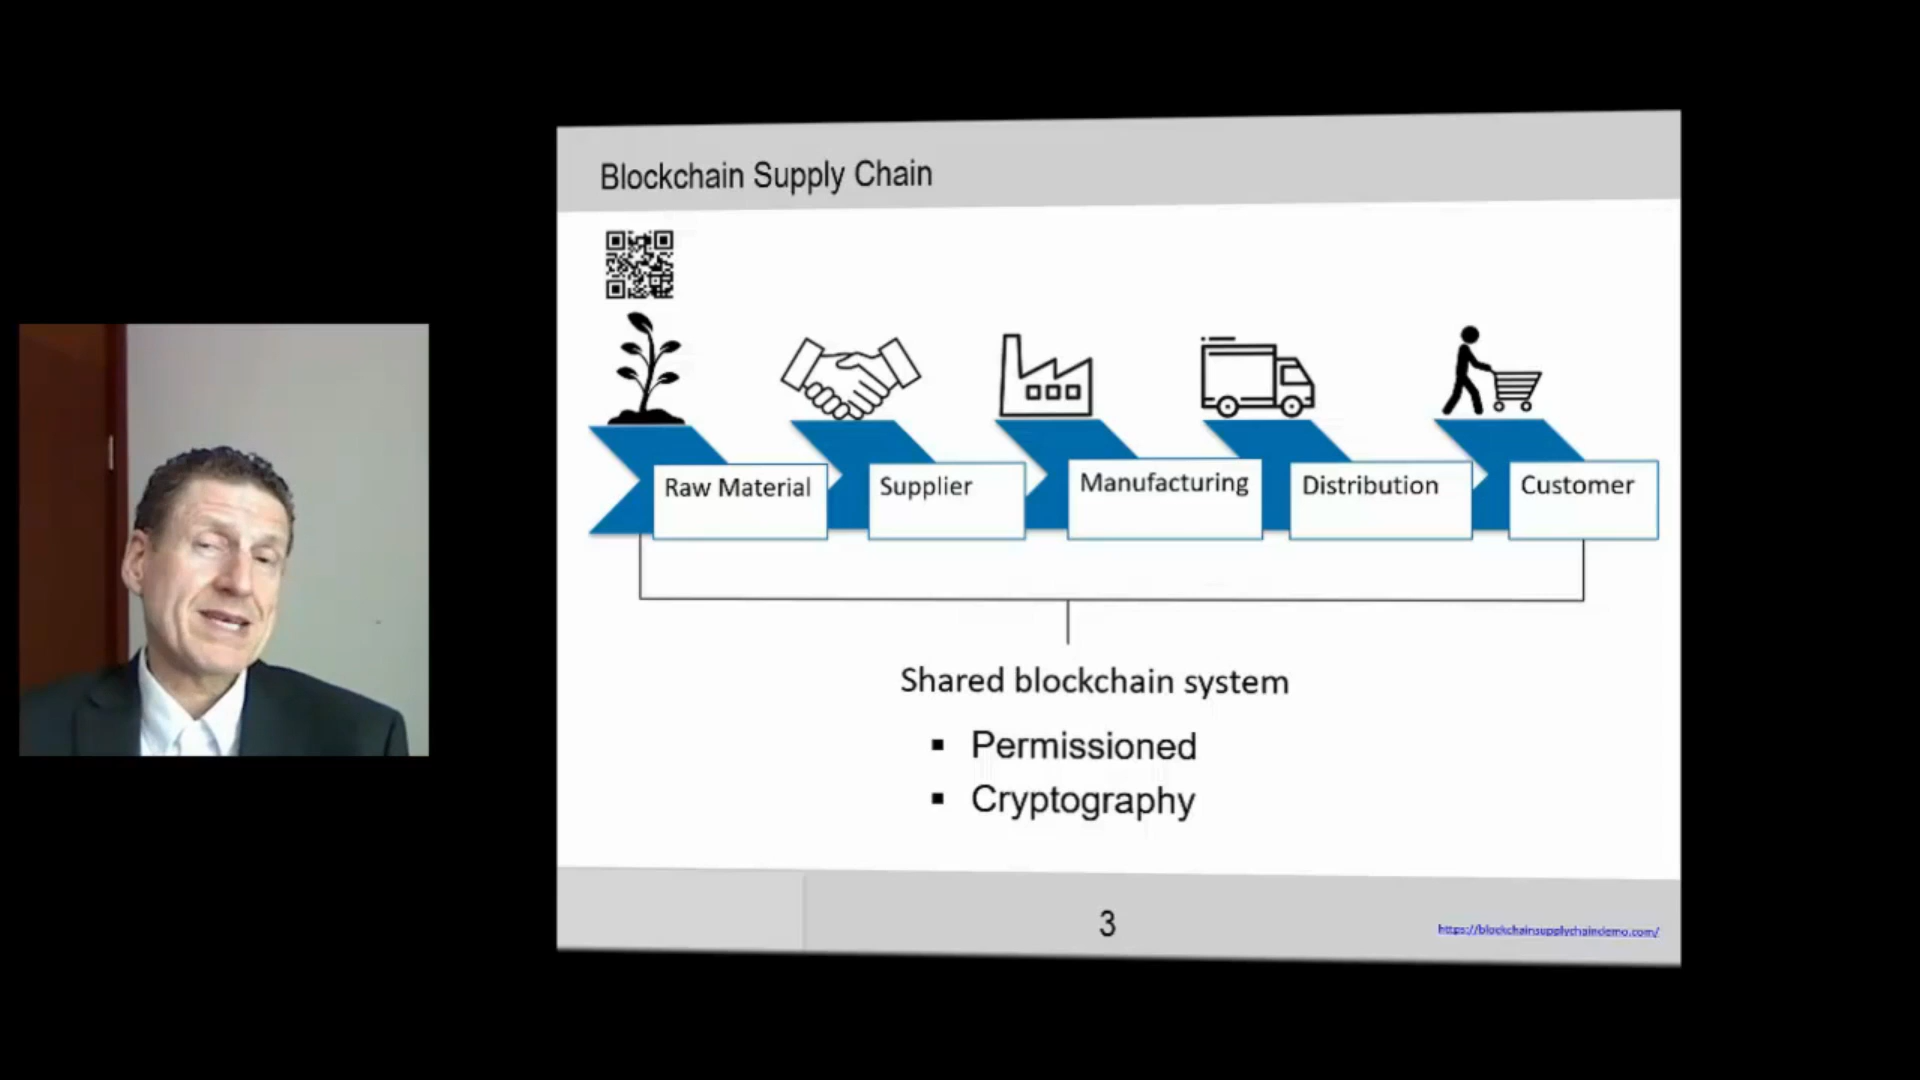 Blockchain Supply Chain
Raw Material
Supplier
Manufacturing
Distribution
Customer
Shared blockchain system
▪ Permissioned
▪ Cryptography
3
https://blockchainsupplychaindemo.com/